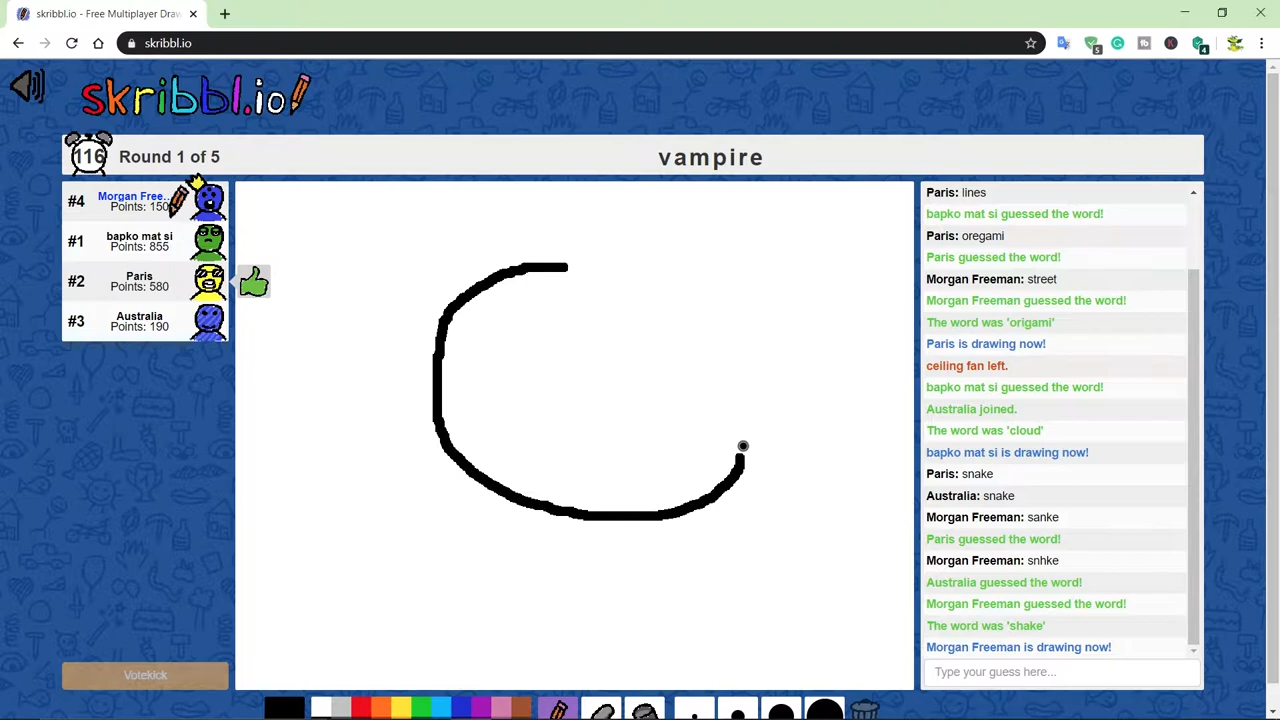 skribbl.io - Free Multiplayer Draw
skribbl.io
5
4
skribbl.io
116 Round 1 of 5
vampire
#4 Morgan Free...
Points: 150
#1 bapko mat si
Points: 855
#2 Paris
Points: 580
#3 Australia
Points: 190
Votekick
Paris: lines
bapko mat si guessed the word!
Paris: oregami
Paris guessed the word!
Morgan Freeman: street
Morgan Freeman guessed the word!
The word was 'origami'
Paris is drawing now!
ceiling fan left.
bapko mat si guessed the word!
Australia joined.
The word was 'cloud'
bapko mat si is drawing now!
Paris: snake
Australia: snake
Morgan Freeman: sanke
Paris guessed the word!
Morgan Freeman: snhke
Australia guessed the word!
Morgan Freeman guessed the word!
The word was 'shake'
Morgan Freeman is drawing now!
Type your guess here...